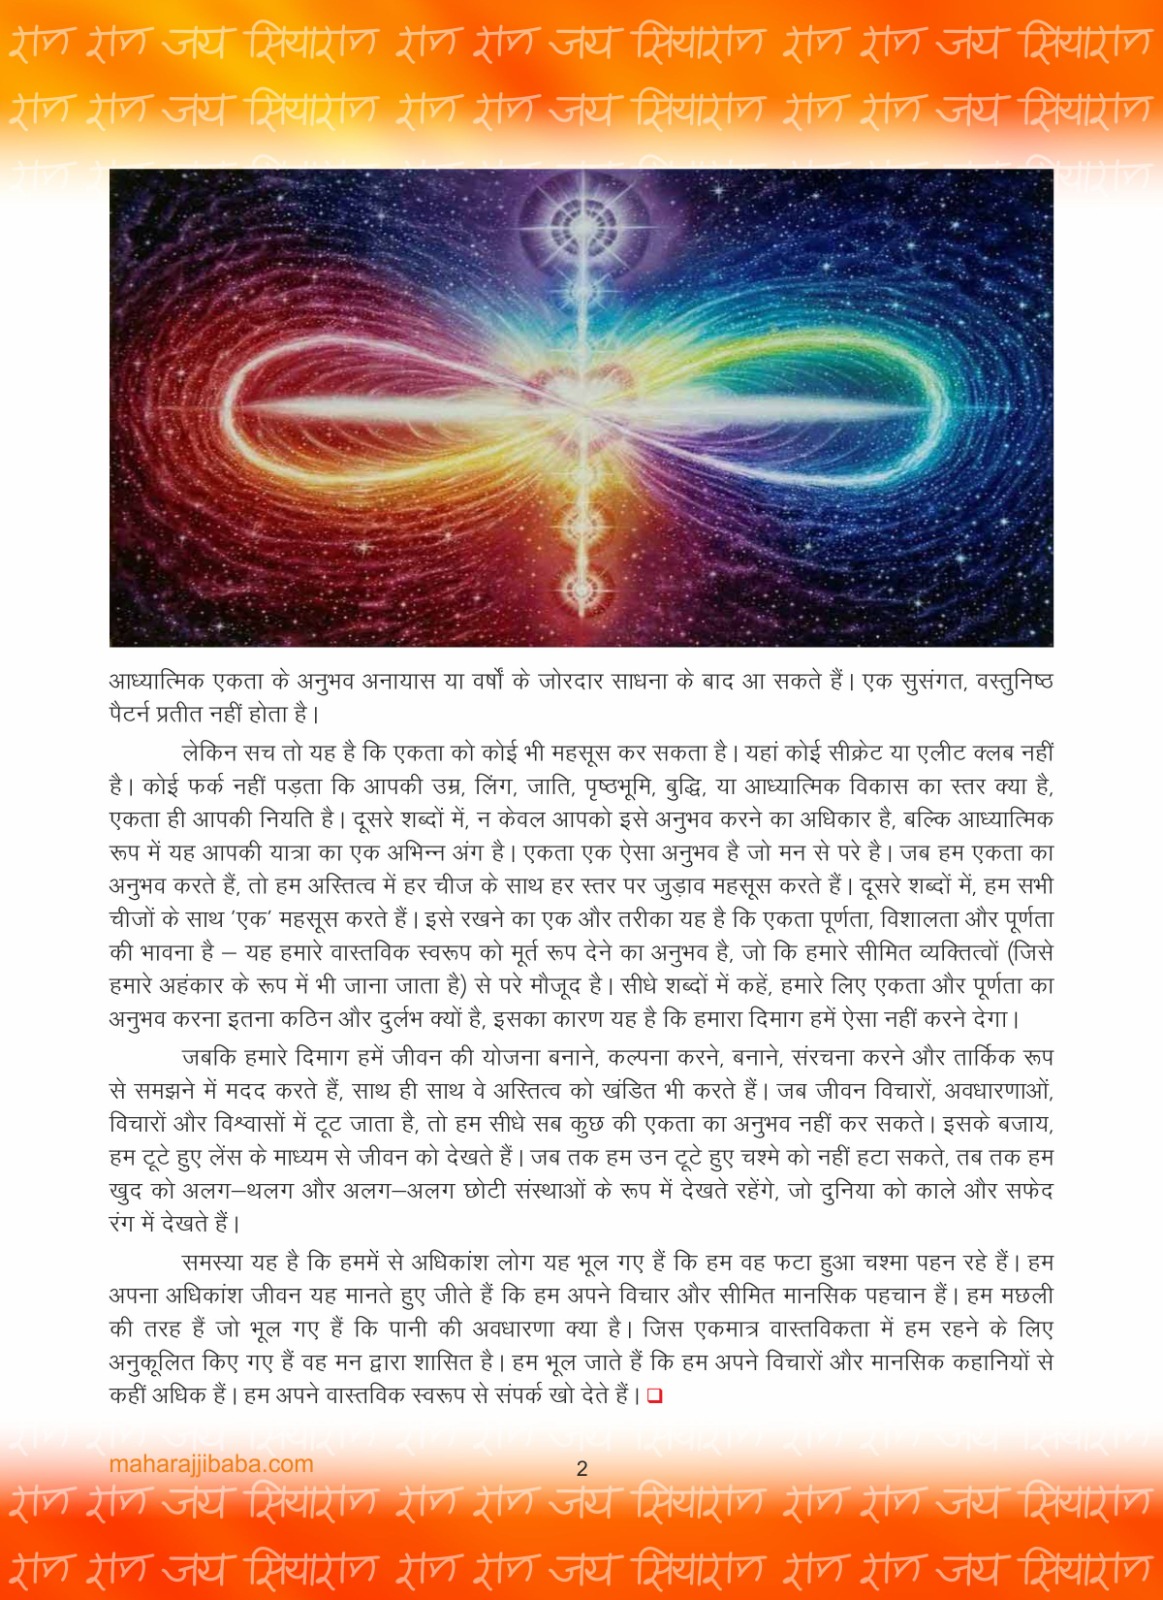 राम राम जय सियाराम राम राम जय सियाराम राम राम जय सियाराम
राम राम जय सियाराम राम राम जय सियाराम राम राम जय सियाराम
आध्यात्मिक एकता के अनुभव अनायास या वर्षों के जोरदार साधना के बाद आ सकते हैं। एक सुसंगत, वस्तुनिष्ठ
पैटर्न प्रतीत नहीं होता है।
लेकिन सच तो यह है कि एकता को कोई भी महसूस कर सकता है। यहां कोई सीक्रेट या एलीट क्लब नहीं
है। कोई फर्क नहीं पड़ता कि आपकी उम्र, लिंग, जाति, पृष्ठभूमि, बुद्धि, या आध्यात्मिक विकास का स्तर क्या है,
एकता ही आपकी नियति है। दूसरे शब्दों में, न केवल आपको इसे अनुभव करने का अधिकार है, बल्कि आध्यात्मिक
रूप में यह आपकी यात्रा का एक अभिन्न अंग है। एकता एक ऐसा अनुभव है जो मन से परे है। जब हम एकता का
अनुभव करते हैं, तो हम अस्तित्व में हर चीज के साथ हर स्तर पर जुड़ाव महसूस करते हैं। दूसरे शब्दों में, हम सभी
चीजों के साथ 'एक' महसूस करते हैं। इसे रखने का एक और तरीका यह है कि एकता पूर्णता, विशालता और पूर्णता
की भावना है – यह हमारे वास्तविक स्वरूप को मूर्त रूप देने का अनुभव है, जो कि हमारे सीमित व्यक्तित्वों (जिसे
हमारे अहंकार के रूप में भी जाना जाता है) से परे मौजूद है। सीधे शब्दों में कहें, हमारे लिए एकता और पूर्णता का
अनुभव करना इतना कठिन और दुर्लभ क्यों है, इसका कारण यह है कि हमारा दिमाग हमें ऐसा नहीं करने देगा।
जबकि हमारे दिमाग हमें जीवन की योजना बनाने, कल्पना करने, बनाने, संरचना करने और तार्किक रूप
से समझने में मदद करते हैं, साथ ही साथ वे अस्तित्व को खंडित भी करते हैं। जब जीवन विचारों, अवधारणाओं,
विचारों और विश्वासों में टूट जाता है, तो हम सीधे सब कुछ की एकता का अनुभव नहीं कर सकते। इसके बजाय,
हम टूटे हुए लेंस के माध्यम से जीवन को देखते हैं। जब तक हम उन टूटे हुए चश्मे को नहीं हटा सकते, तब तक हम
खुद को अलग–थलग और अलग–अलग छोटी संस्थाओं के रूप में देखते रहेंगे, जो दुनिया को काले और सफेद
रंग में देखते हैं।
समस्या यह है कि हममें से अधिकांश लोग यह भूल गए हैं कि हम वह फटा हुआ चश्मा पहन रहे हैं। हम
अपना अधिकांश जीवन यह मानते हुए जीते हैं कि हम अपने विचार और सीमित मानसिक पहचान हैं। हम मछली
की तरह हैं जो भूल गए हैं कि पानी की अवधारणा क्या है। जिस एकमात्र वास्तविकता में हम रहने के लिए
अनुकूलित किए गए हैं वह मन द्वारा शासित है। हम भूल जाते हैं कि हम अपने विचारों और मानसिक कहानियों से
कहीं अधिक हैं। हम अपने वास्तविक स्वरूप से संपर्क खो देते हैं। ❑
maharajjibaba.com
2
राम राम जय सियाराम राम राम जय सियाराम राम राम जय सियाराम
राम राम जय सियाराम राम राम जय सियाराम राम राम जय सियाराम